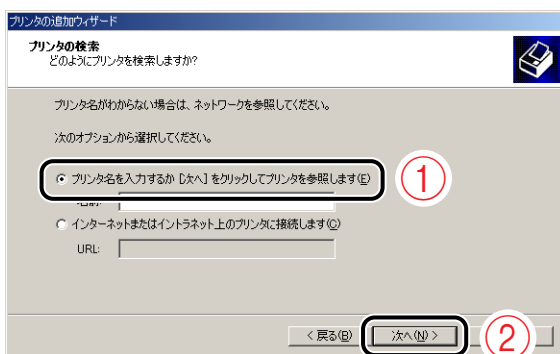 プリンタの追加ウィザード
プリンタの検索
どのようにプリンタを検索しますか?
プリンタ名がわからない場合は、ネットワークを参照してください。
次のオプションから選択してください。
プリンタ名を入力するか [次へ] をクリックしてプリンタを参照します(E)
①
名前:
インターネットまたはイントラネット上のプリンタに接続します(C)
URL:
< 戻る(B) 次へ(N) > ②